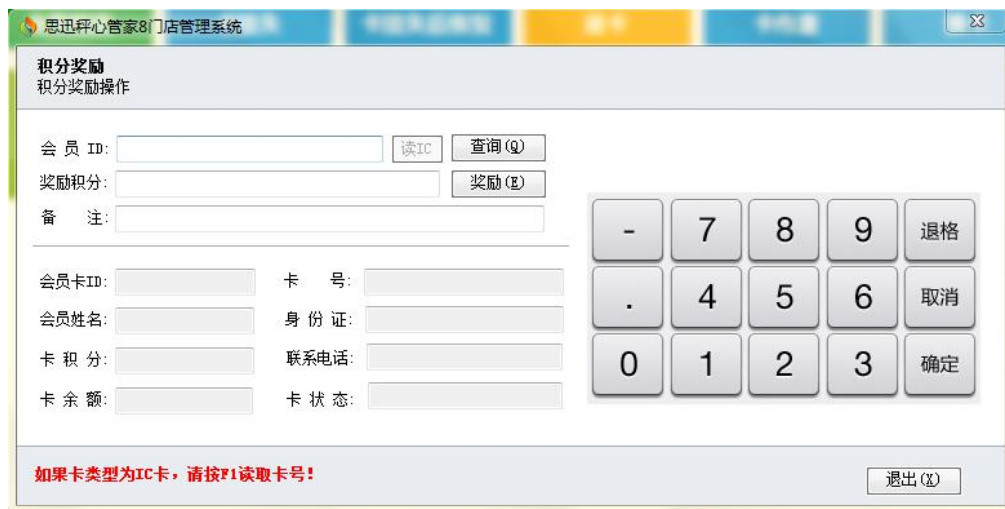 思迅秤心管家8门店管理系统
积分奖励
积分奖励操作
会 员 ID: 读IC 查询(Q)
奖励积分: 奖励(E)
备 注:
- 7 8 9 退格
会员卡ID: 卡 号:
. 4 5 6 取消
会员姓名: 身 份 证:
卡 积 分: 联系电话:
0 1 2 3 确定
卡 余 额: 卡 状 态:
如果卡类型为IC卡，请按F1读取卡号!
退出(X)